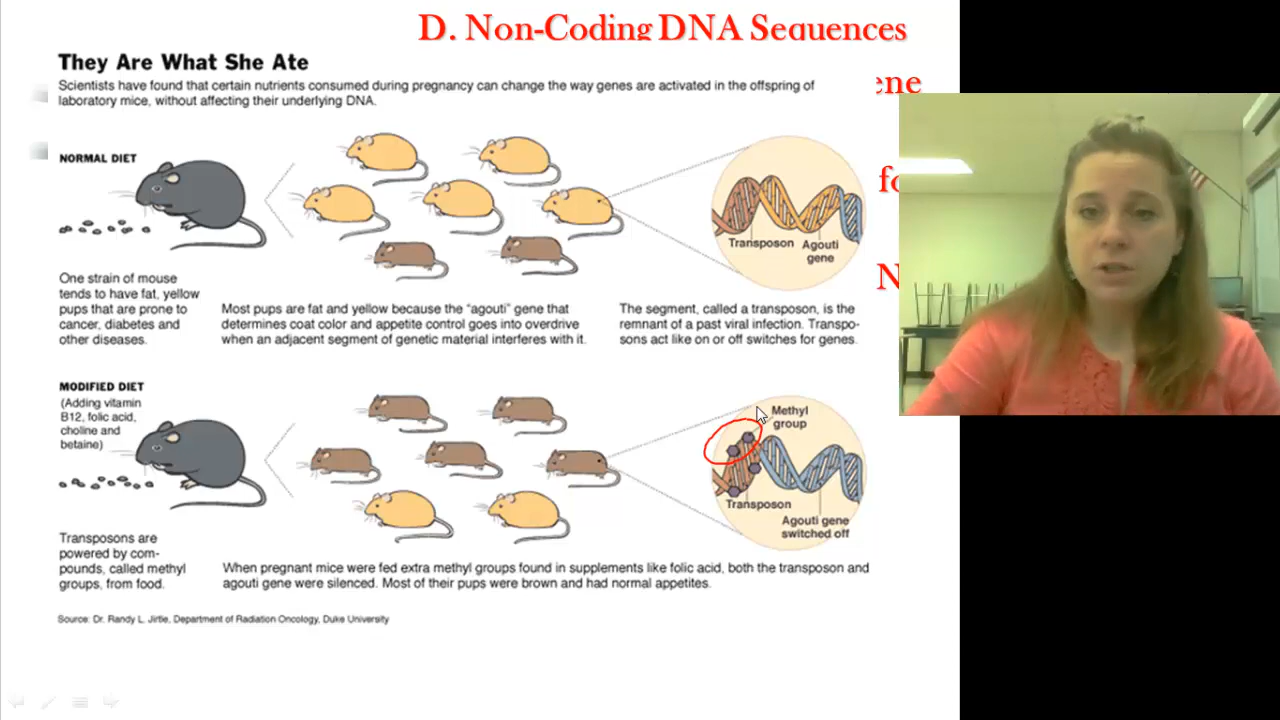 D. Non-Coding DNA Sequences
They Are What She Ate
Scientists have found that certain nutrients consumed during pregnancy can change the way genes are activated in the offspring of
laboratory mice, without affecting their underlying DNA.
NORMAL DIET
Transposon
Agouti
gene
One strain of mouse
tends to have fat, yellow
pups that are prone to
cancer, diabetes and
other diseases.
Most pups are fat and yellow because the “agouti” gene that
determines coat color and appetite control goes into overdrive
when an adjacent segment of genetic material interferes with it.
The segment, called a transposon, is the
remnant of a past viral infection. Transpo-
sons act like on or off switches for genes.
MODIFIED DIET
(Adding vitamin
B12, folic acid,
choline and
betaine)
Methyl
group
Transposon
Agouti gene
switched off
Transposons are
powered by com-
pounds, called methyl
groups, from food.
When pregnant mice were fed extra methyl groups found in supplements like folic acid, both the transposon and
agouti gene were silenced. Most of their pups were brown and had normal appetites.
Source: Dr. Randy L. Jirtle, Department of Radiation Oncology, Duke University